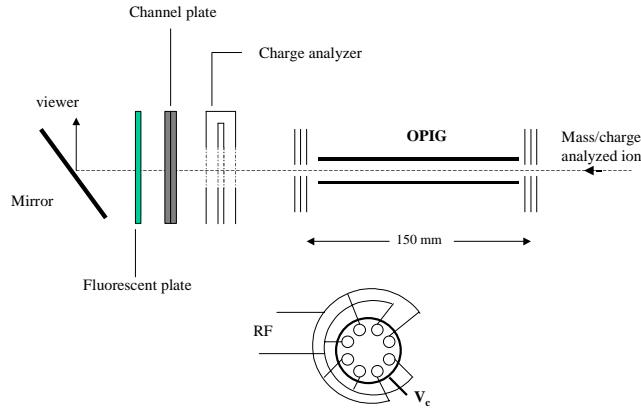 Channel plate
Charge analyzer
viewer
OPIG
Mass/charge
analyzed ion
Mirror
150 mm
Fluorescent plate
RF
Vc